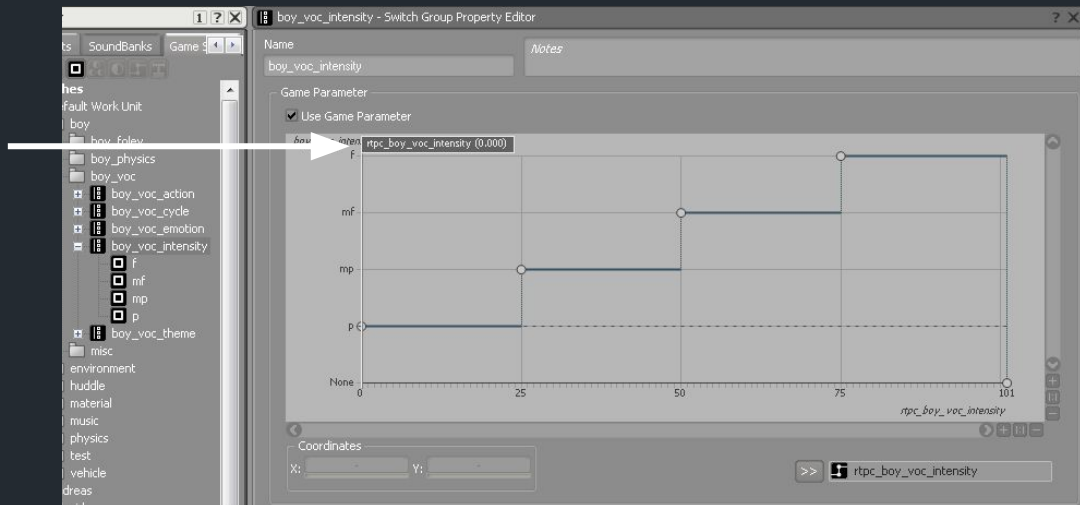 1 ? X
boy_voc_intensity - Switch Group Property Editor
? X
ts SoundBanks Game S
hes
fault Work Unit
boy
boy_foley
boy_physics
boy_voc
boy_voc_action
boy_voc_cycle
boy_voc_emotion
boy_voc_intensity
f
mf
mp
p
boy_voc_theme
misc
environment
huddle
material
music
physics
test
vehicle
dreas
Name
Notes
boy_voc_intensity
Game Parameter
Use Game Parameter
rtpc_boy_voc_intensity (0.000)
f
mf
mp
p
None
0 25 50 75 101
rtpc_boy_voc_intensity
Coordinates
X: - Y: -
>> rtpc_boy_voc_intensity